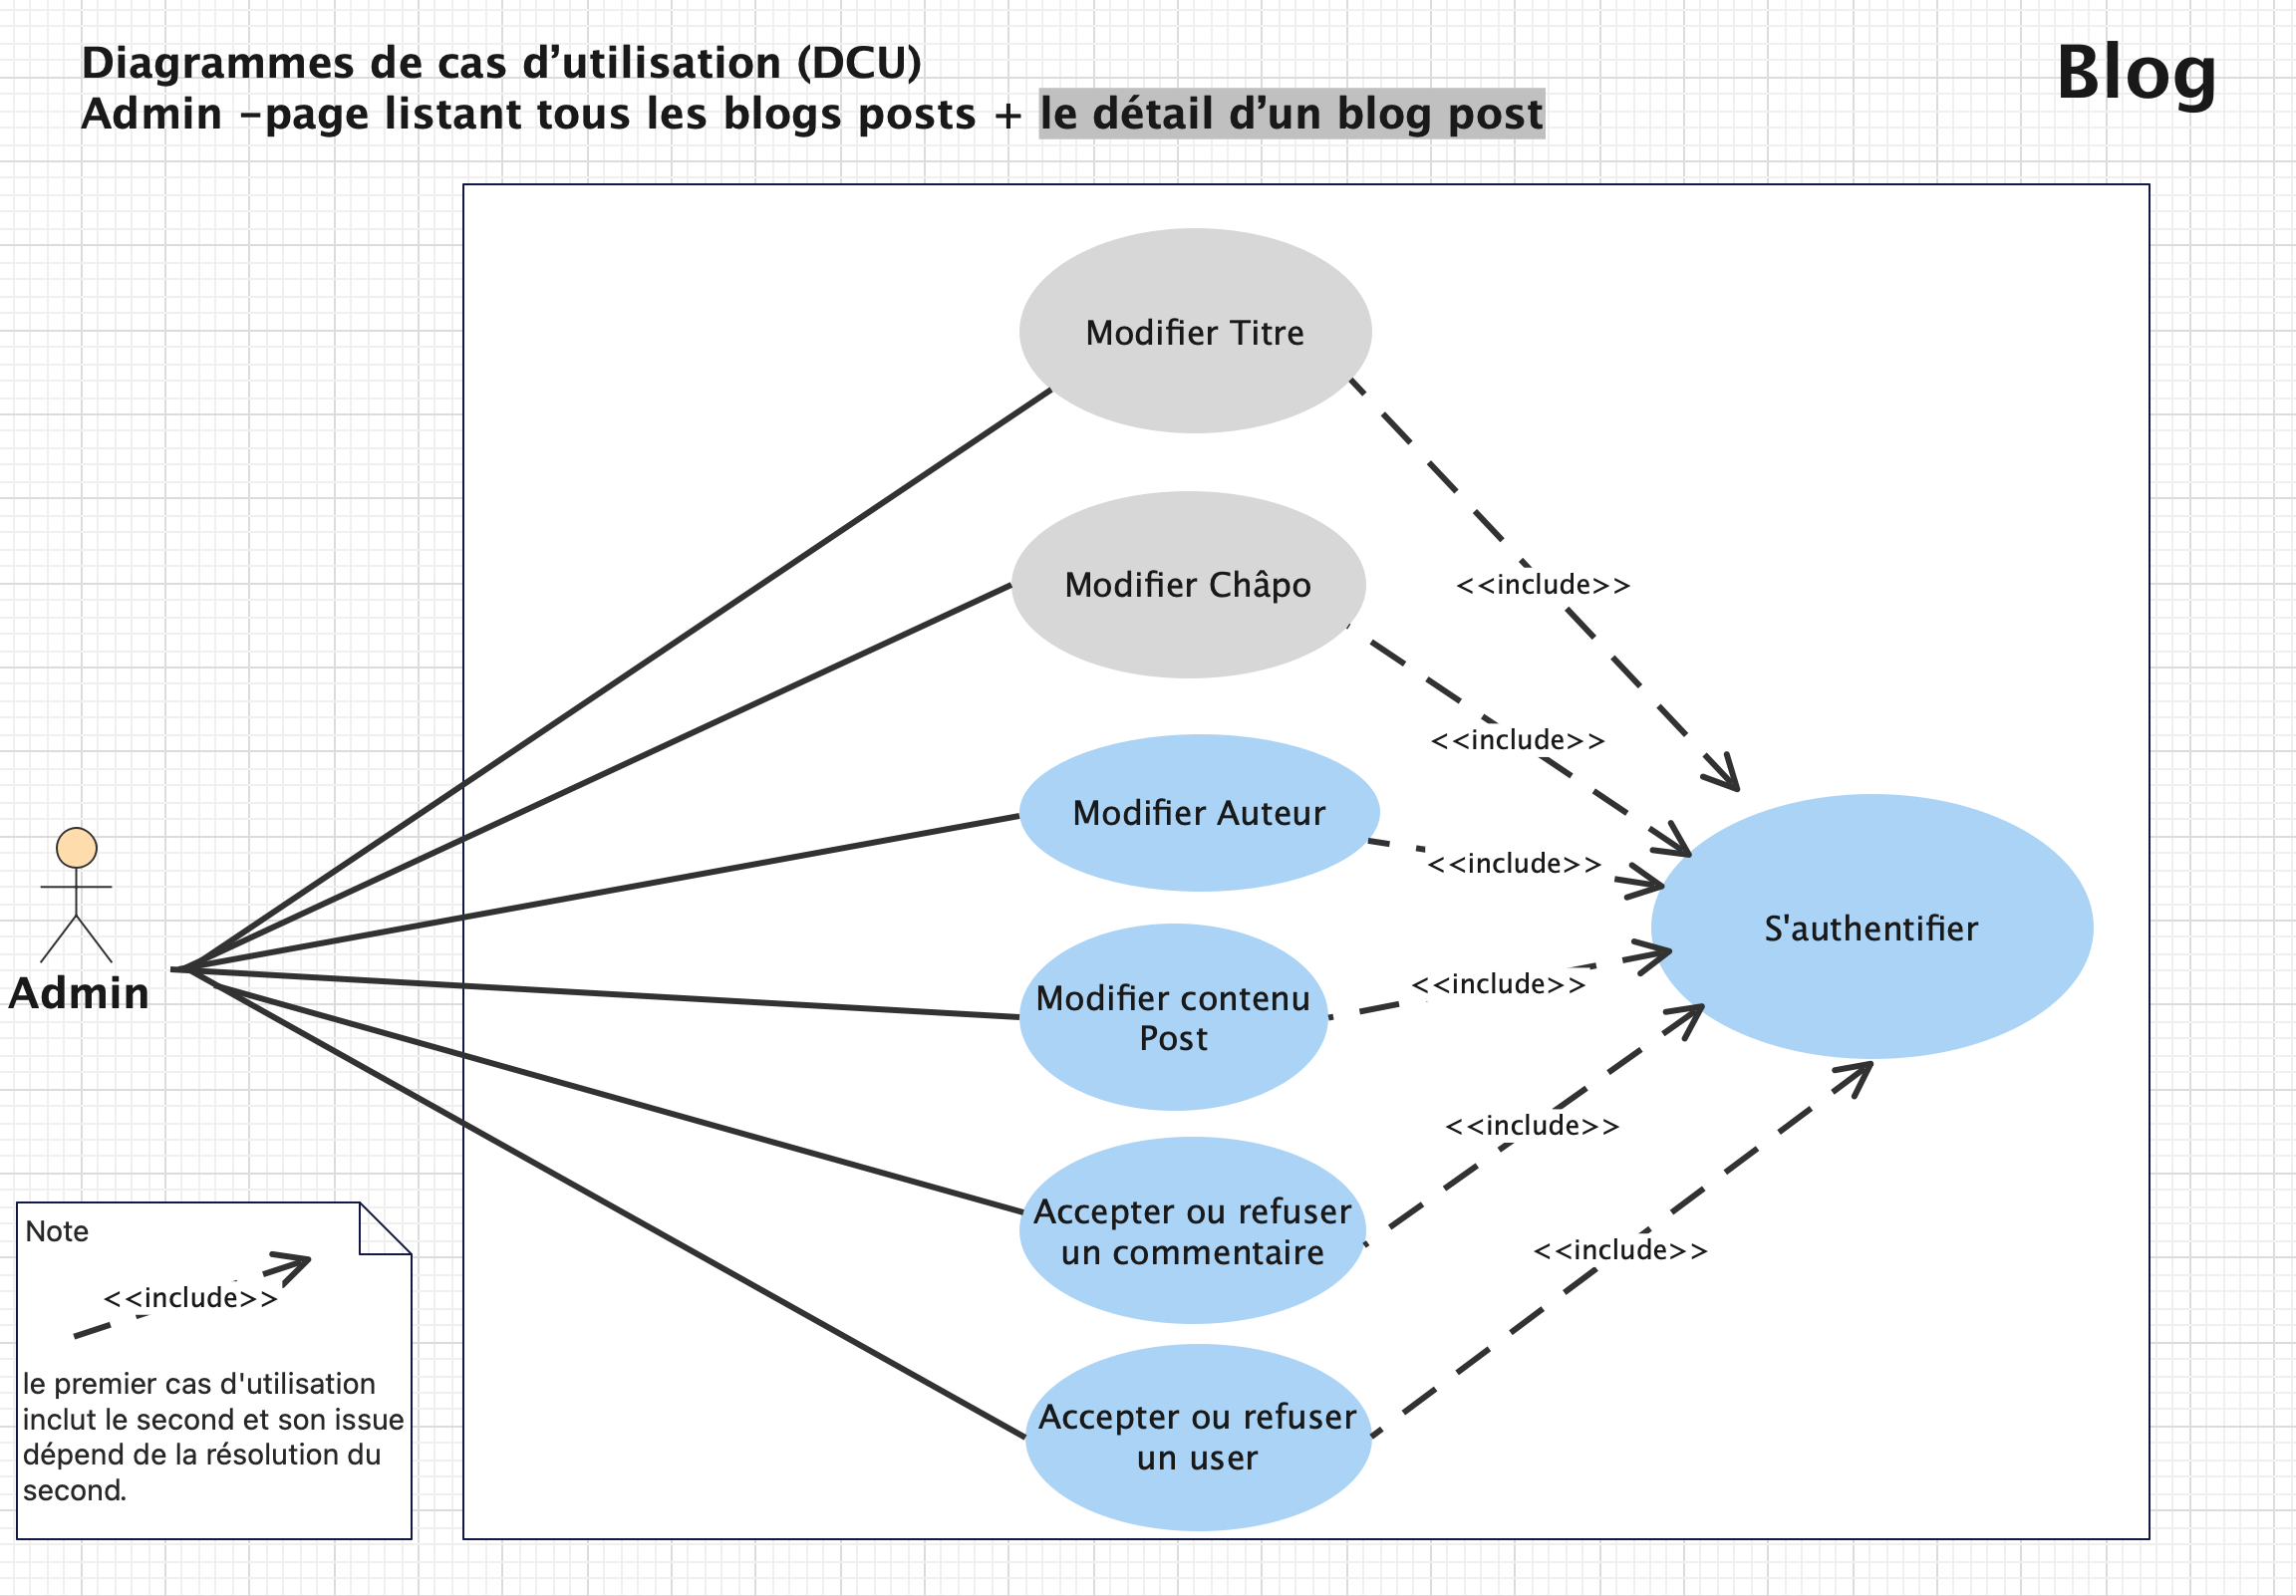 Diagrammes de cas d’utilisation (DCU)
Blog
Admin –page listant tous les blogs posts + le détail d’un blog post
Modifier Titre
<<include>>
Modifier Châpo
<<include>>
Modifier Auteur
<<include>>
S'authentifier
Admin
<<include>>
Modifier contenu
Post
<<include>>
Accepter ou refuser
un commentaire
<<include>>
Accepter ou refuser
un user
Note
<<include>>
le premier cas d'utilisation
inclut le second et son issue
dépend de la résolution du
second.